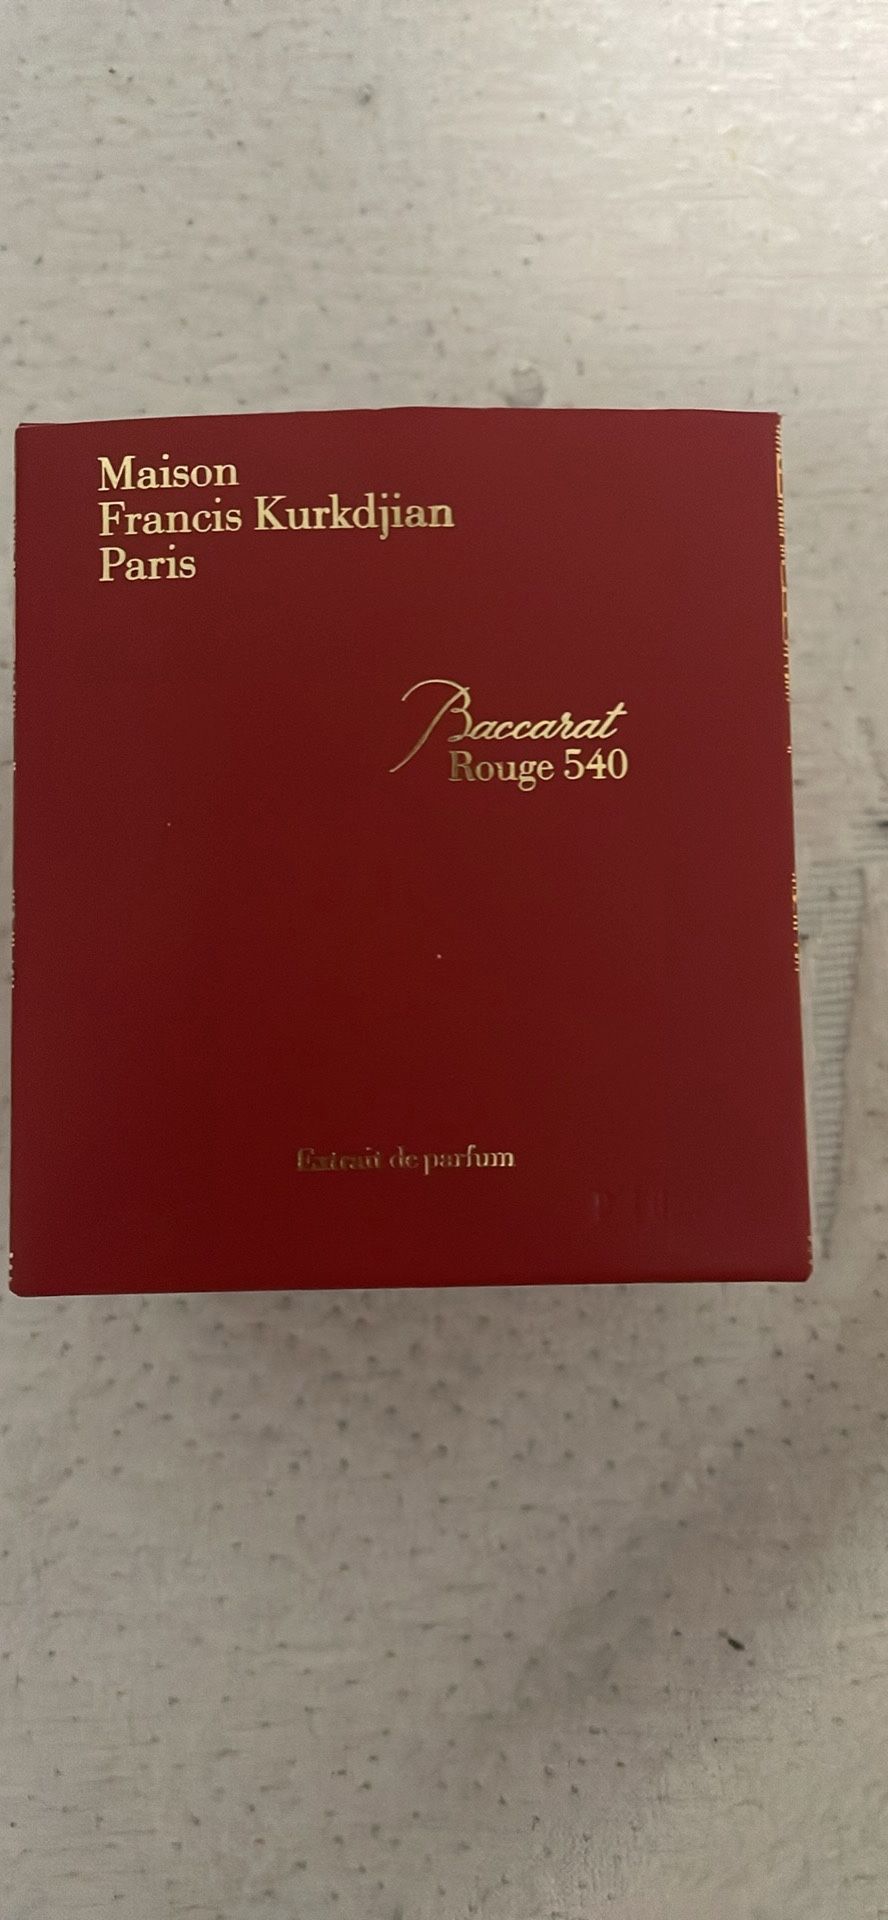 Maison
Francis Kurkdjian
Paris
Baccarat
Rouge 540
Extrait de parfum